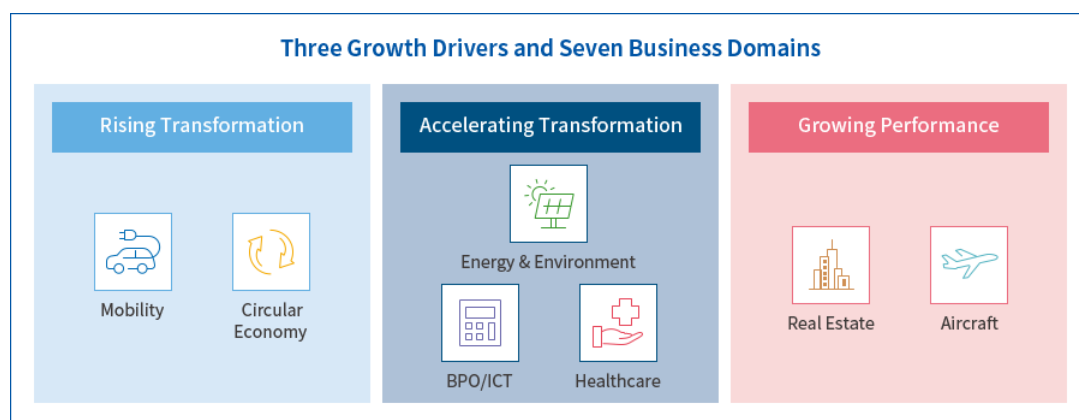 Three Growth Drivers and Seven Business Domains
Rising Transformation
Mobility
Circular
Economy
Accelerating Transformation
Energy & Environment
BPO/ICT
Healthcare
Growing Performance
Real Estate
Aircraft